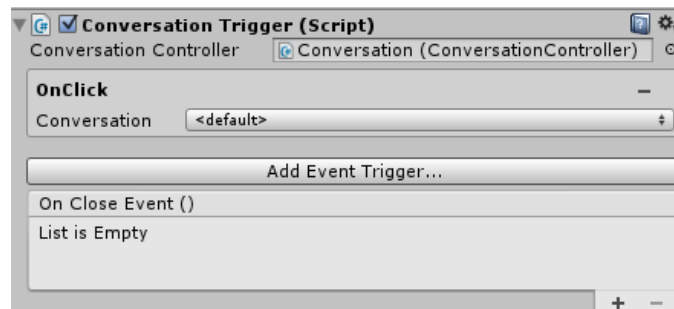 Conversation Trigger (Script)
Conversation Controller Conversation (ConversationController)
OnClick
Conversation <default>
Add Event Trigger...
On Close Event ()
List is Empty